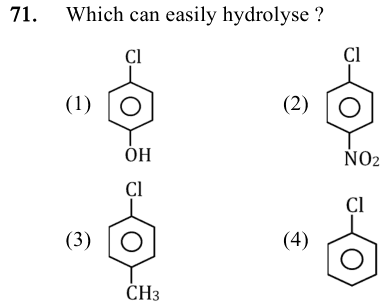 71. Which can easily hydrolyse ?
Cl
(1)
OH
Cl
(2)
NO2
Cl
(3)
CH3
Cl
(4)